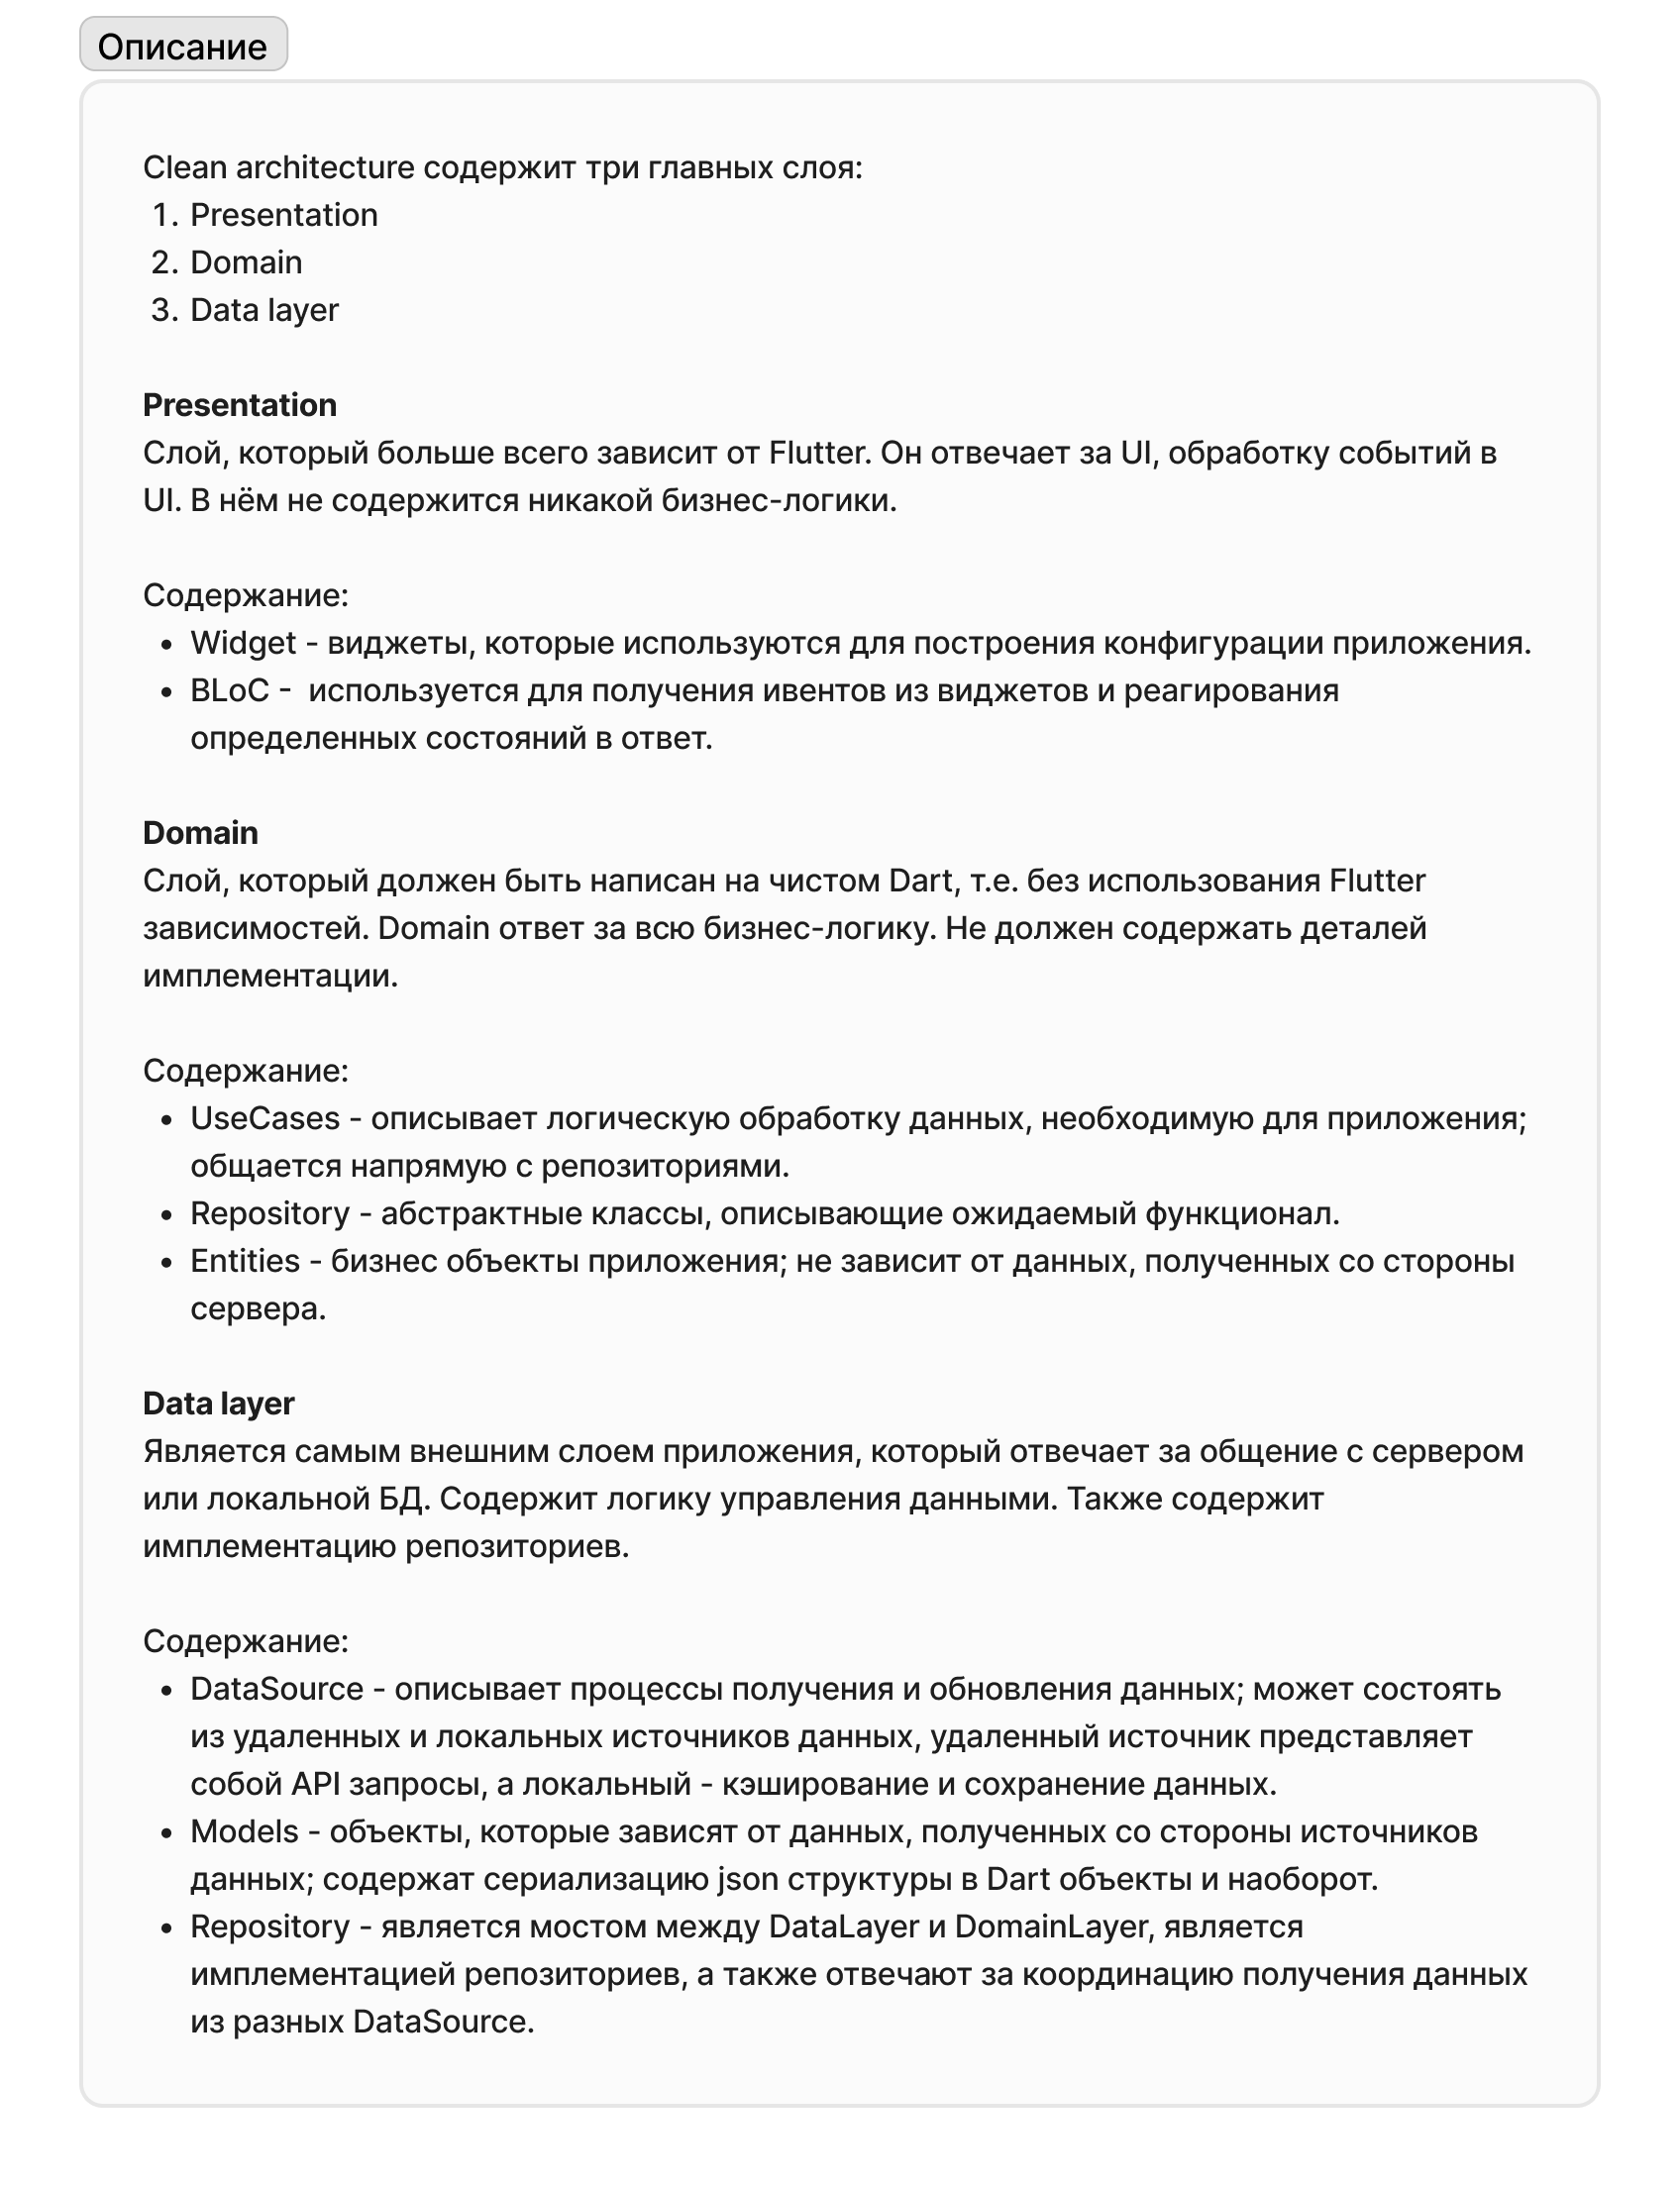 Описание
Clean architecture содержит три главных слоя:
1. Presentation
2. Domain
3. Data layer
Presentation
Слой, который больше всего зависит от Flutter. Он отвечает за UI, обработку событий в
UI. В нём не содержится никакой бизнес-логики.
Содержание:
• Widget - виджеты, которые используются для построения конфигурации приложения.
• BLoC -  используется для получения ивентов из виджетов и реагирования
определенных состояний в ответ.
Domain
Слой, который должен быть написан на чистом Dart, т.е. без использования Flutter
зависимостей. Domain ответ за всю бизнес-логику. Не должен содержать деталей
имплементации.
Содержание:
• UseCases - описывает логическую обработку данных, необходимую для приложения;
общается напрямую с репозиториями.
• Repository - абстрактные классы, описывающие ожидаемый функционал.
• Entities - бизнес объекты приложения; не зависит от данных, полученных со стороны
сервера.
Data layer
Является самым внешним слоем приложения, который отвечает за общение с сервером
или локальной БД. Содержит логику управления данными. Также содержит
имплементацию репозиториев.
Содержание:
• DataSource - описывает процессы получения и обновления данных; может состоять
из удаленных и локальных источников данных, удаленный источник представляет
собой API запросы, а локальный - кэширование и сохранение данных.
• Models - объекты, которые зависят от данных, полученных со стороны источников
данных; содержат сериализацию json структуры в Dart объекты и наоборот.
• Repository - является мостом между DataLayer и DomainLayer, является
имплементацией репозиториев, а также отвечают за координацию получения данных
из разных DataSource.